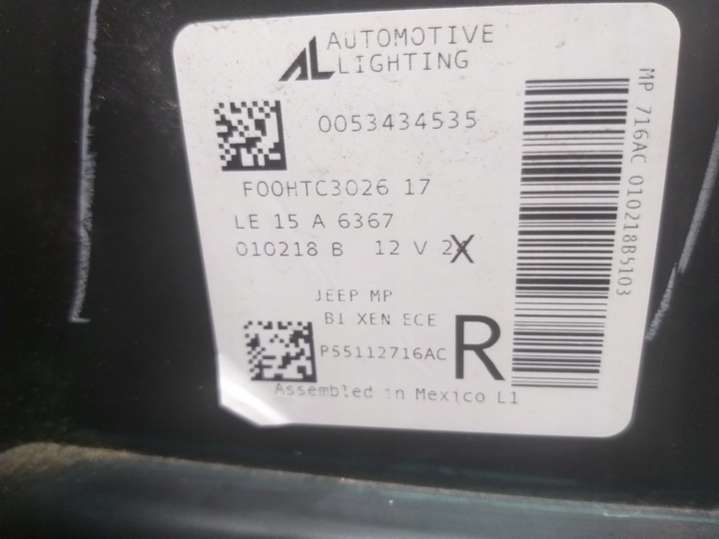 AL AUTOMOTIVE
LIGHTING
0053434535
F00HTC3026 17
LE 15 A 6367
010218 B 12 V
JEEP MP
BI XEN ECE
P55112716AC
R
Assembled in Mexico L1
MP 716AC 010218B5103